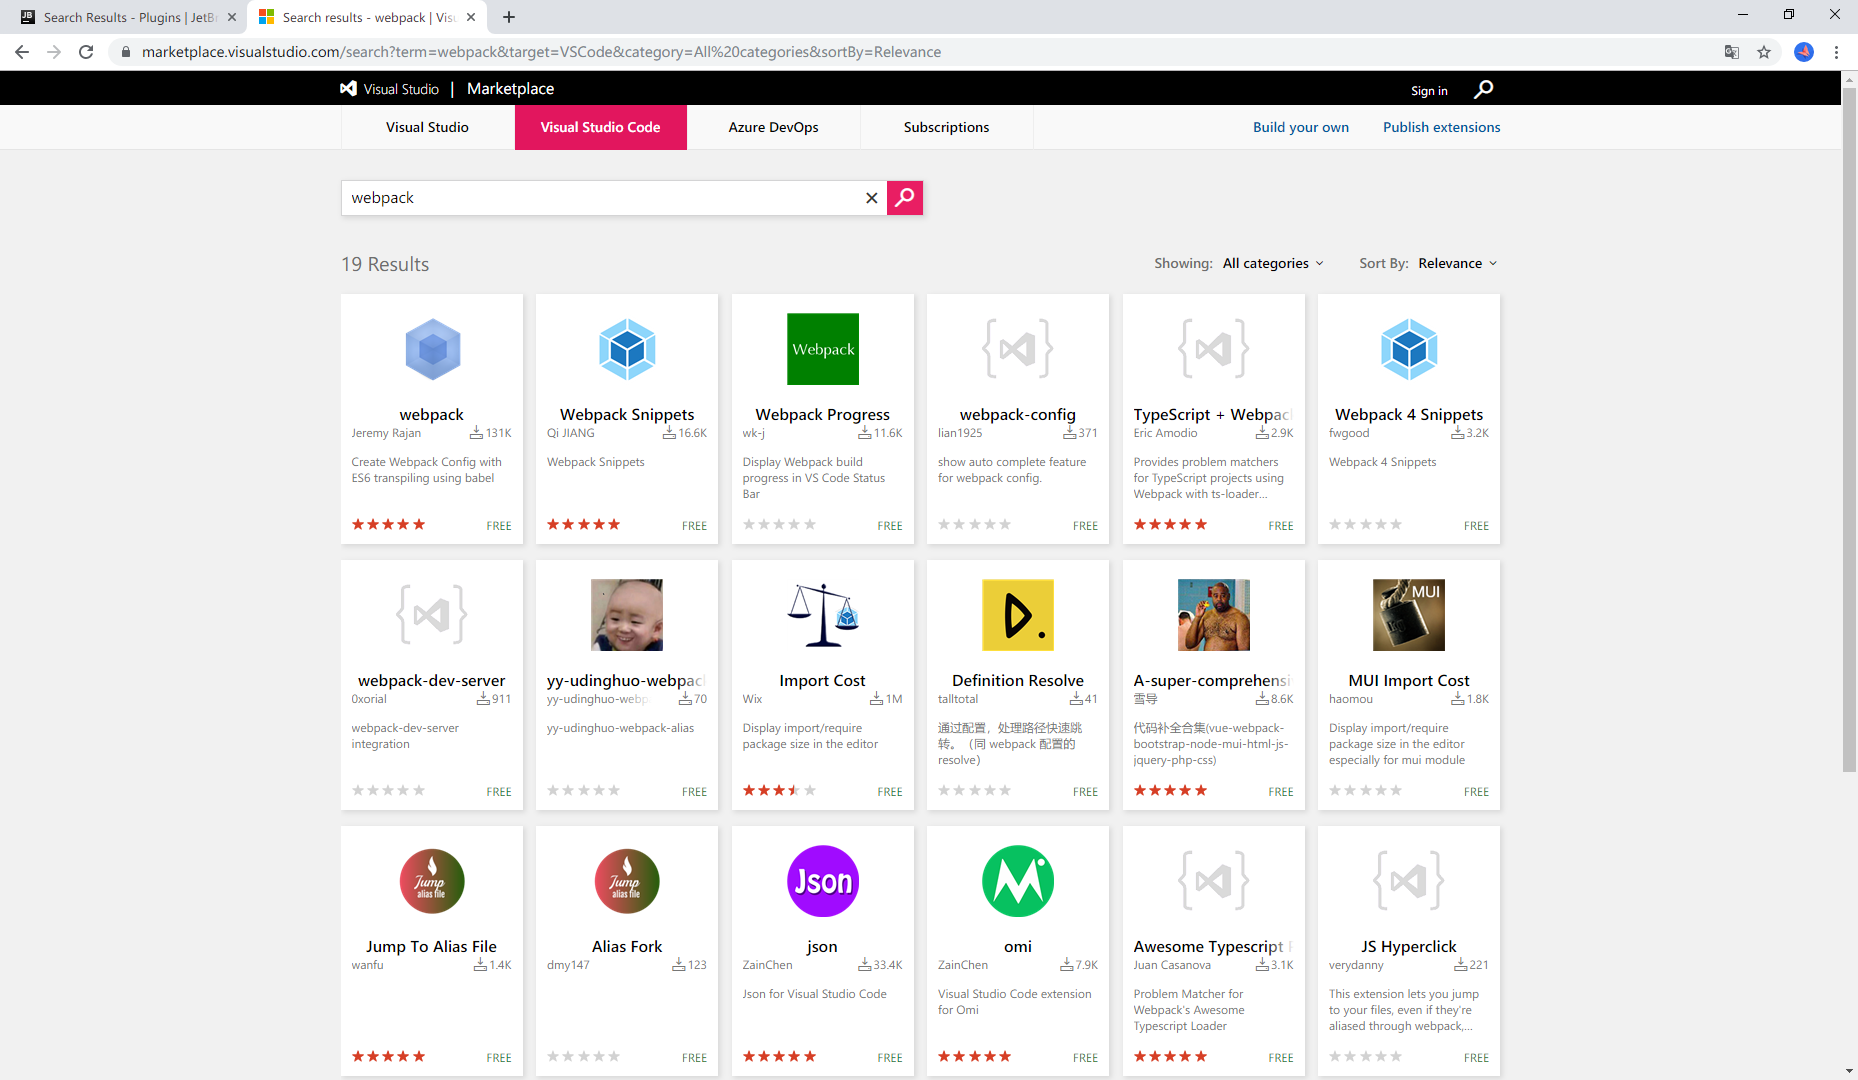 Search Results - Plugins | JetBr
Search results - webpack | Visu
marketplace.visualstudio.com/search?term=webpack&target=VSCode&category=All%20categories&sortBy=Relevance
Visual Studio | Marketplace
Sign in
Visual Studio
Visual Studio Code
Azure DevOps
Subscriptions
Build your own
Publish extensions
webpack
19 Results
Showing: All categories
Sort By: Relevance
Webpack
webpack
Jeremy Rajan 131K
Create Webpack Config with
ES6 transpiling using babel
FREE
Webpack Snippets
Qi JIANG 16.6K
Webpack Snippets
FREE
Webpack Progress
wk-j 11.6K
Display Webpack build
progress in VS Code Status
Bar
FREE
webpack-config
lian1925 371
show auto complete feature
for webpack config.
FREE
TypeScript + Webpack
Eric Amodio 2.9K
Provides problem matchers
for TypeScript projects using
Webpack with ts-loader...
FREE
Webpack 4 Snippets
fwgood 3.2K
Webpack 4 Snippets
FREE
webpack-dev-server
0xorial 911
webpack-dev-server
integration
FREE
yy-udinghuo-webpack
yy-udinghuo-webp 70
yy-udinghuo-webpack-alias
FREE
Import Cost
Wix 1M
Display import/require
package size in the editor
FREE
D.
Definition Resolve
talltotal 41
通过配置，处理路径快速跳
转。（同 webpack 配置的
resolve）
FREE
A-super-comprehensi
雪导 8.6K
代码补全合集(vue-webpack-
bootstrap-node-mui-html-js-
jquery-php-css)
FREE
MUI
MUI Import Cost
haomou 1.8K
Display import/require
package size in the editor
especially for mui module
FREE
Jump
alias file
Jump To Alias File
wanfu 1.4K
FREE
Jump
alias file
Alias Fork
dmy147 123
FREE
Json
json
ZainChen 33.4K
Json for Visual Studio Code
FREE
omi
ZainChen 7.9K
Visual Studio Code extension
for Omi
FREE
Awesome Typescript
Juan Casanova 3.1K
Problem Matcher for
Webpack's Awesome
Typescript Loader
FREE
JS Hyperclick
verydanny 221
This extension lets you jump
to your files, even if they're
aliased through webpack,...
FREE